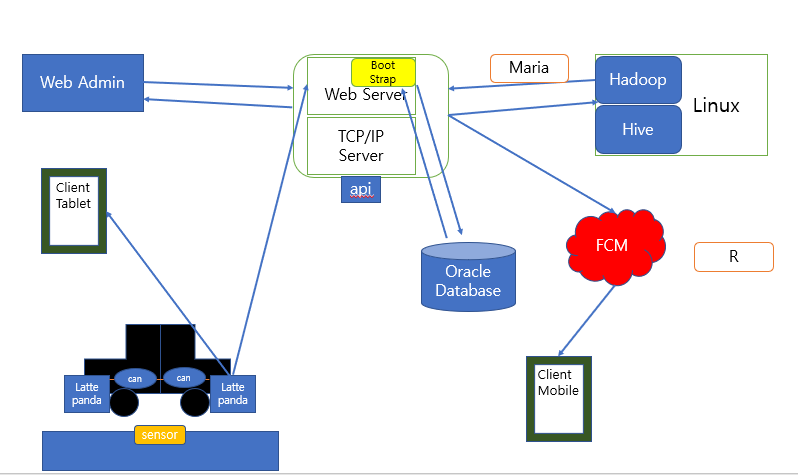 Web Admin
Boot
Strap
Web Server
TCP/IP
Server
api
Maria
Hadoop
Hive
Linux
Client
Tablet
FCM
R
Oracle
Database
Client
Mobile
Latte
panda
can
can
Latte
panda
sensor